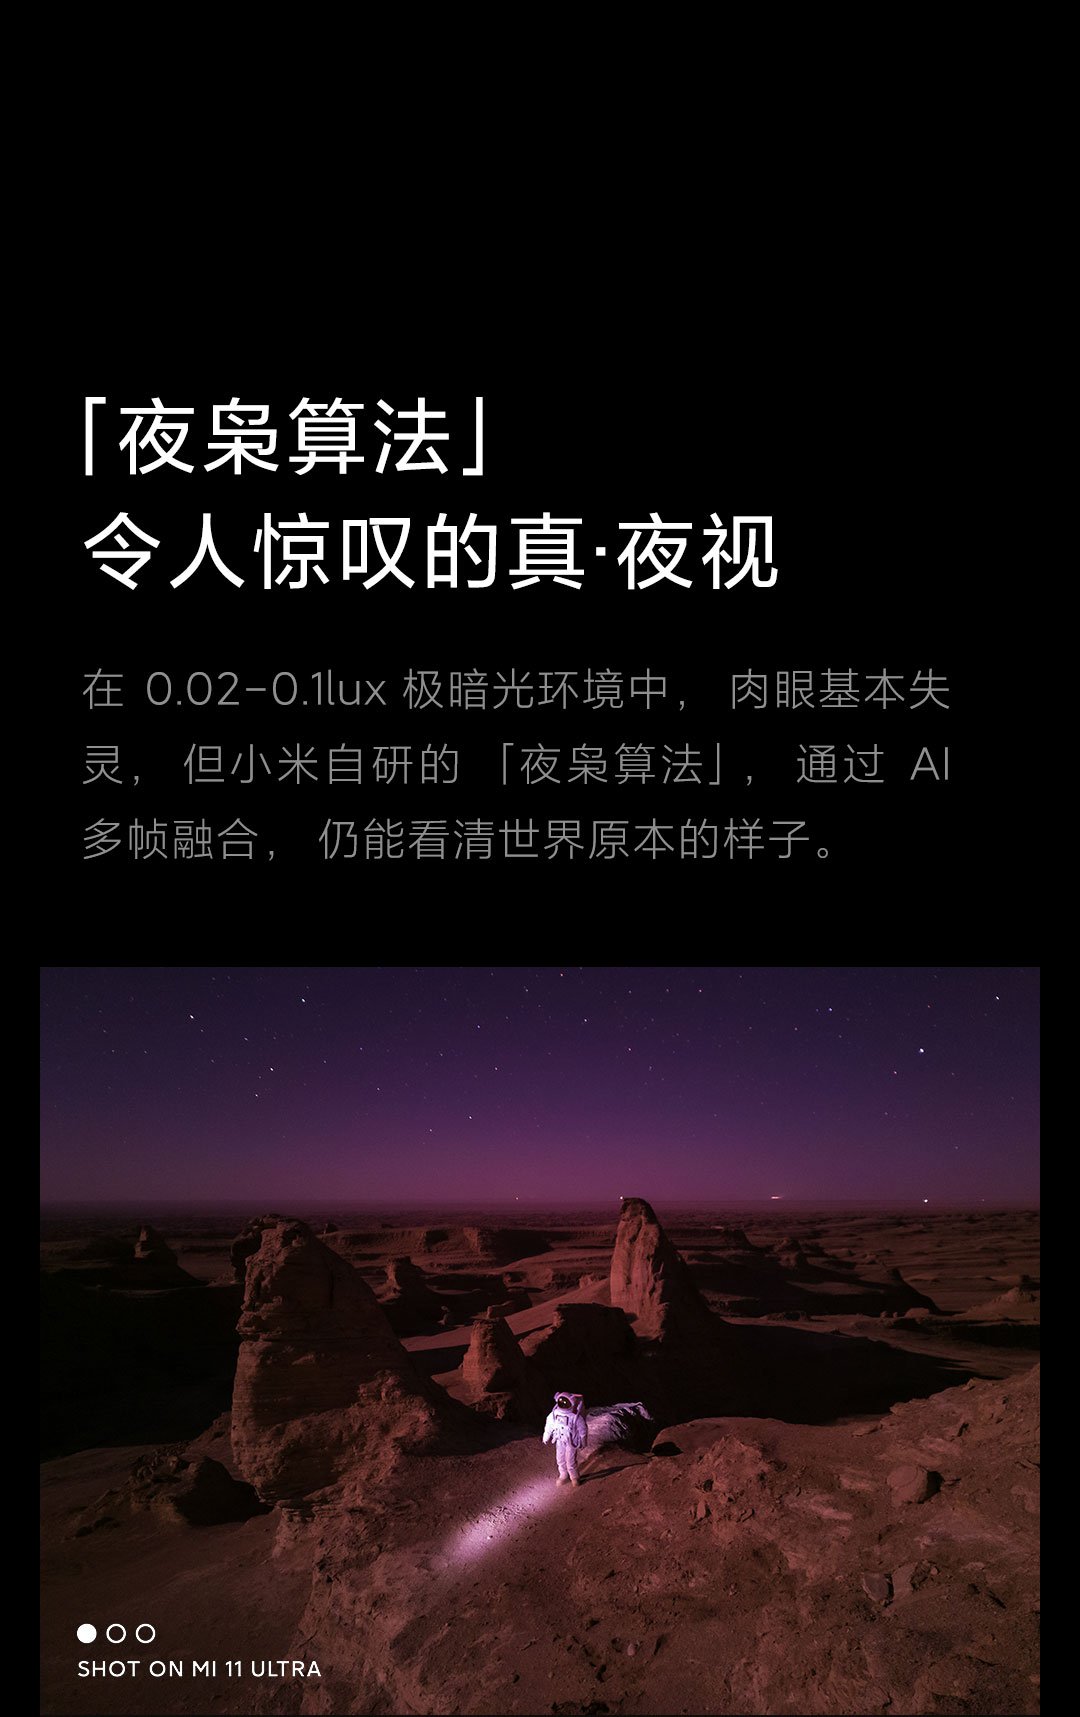 「夜枭算法」
令人惊叹的真·夜视
在 0.02-0.1lux 极暗光环境中， 肉眼基本失
灵， 但小米自研的 「夜枭算法」， 通过 AI
多帧融合， 仍能看清世界原本的样子。
SHOT ON MI 11 ULTRA